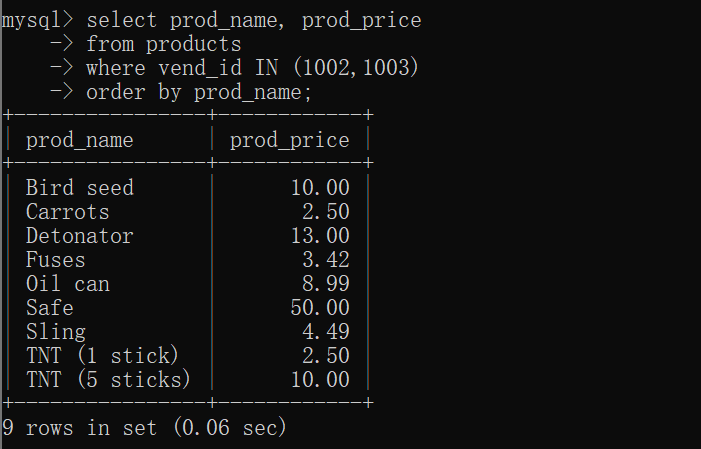 mysql> select prod_name, prod_price
    -> from products
    -> where vend_id IN (1002,1003)
    -> order by prod_name;
+----------------+------------+
| prod_name      | prod_price |
+----------------+------------+
| Bird seed      |      10.00 |
| Carrots        |       2.50 |
| Detonator      |      13.00 |
| Fuses          |       3.42 |
| Oil can        |       8.99 |
| Safe           |      50.00 |
| Sling          |       4.49 |
| TNT (1 stick)  |       2.50 |
| TNT (5 sticks) |      10.00 |
+----------------+------------+
9 rows in set (0.06 sec)